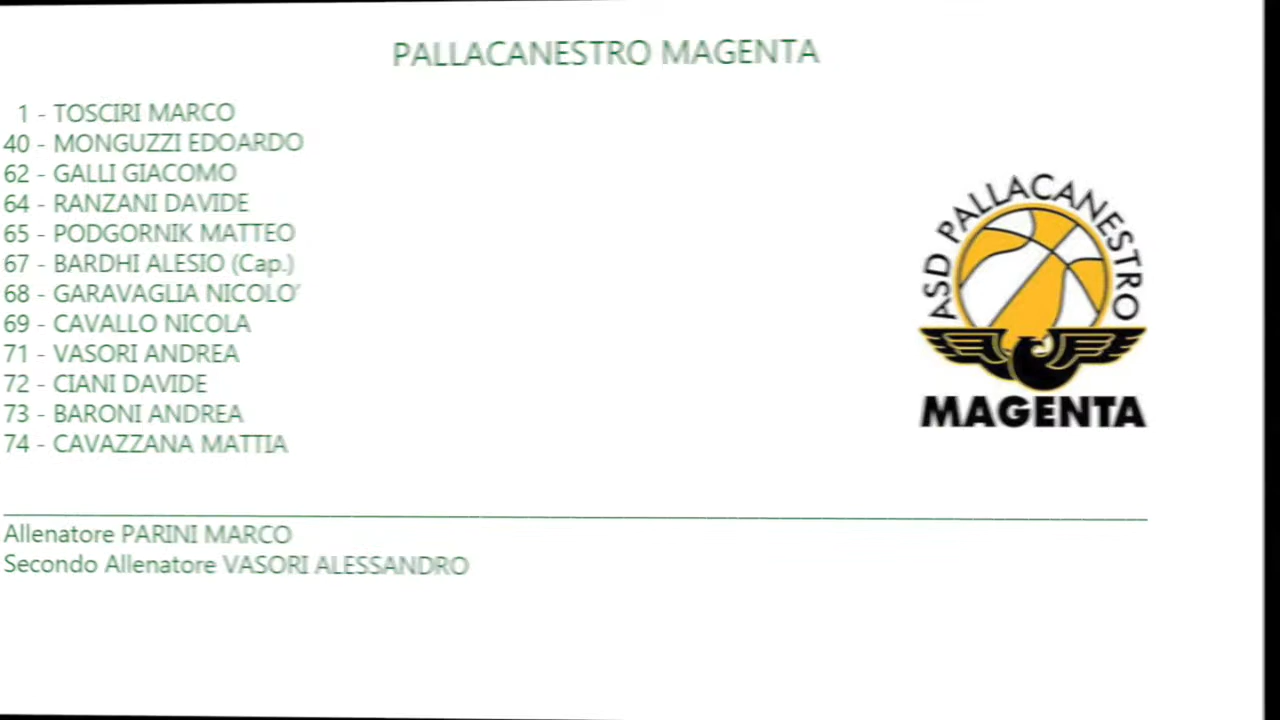 PALLACANESTRO MAGENTA
1 - TOSCIRI MARCO
40 - MONGUZZI EDOARDO
62 - GALLI GIACOMO
64 - RANZANI DAVIDE
65 - PODGORNIK MATTEO
67 - BARDHI ALESIO (Cap.)
68 - GARAVAGLIA NICOLO'
69 - CAVALLO NICOLA
71 - VASORI ANDREA
72 - CIANI DAVIDE
73 - BARONI ANDREA
74 - CAVAZZANA MATTIA
ASD PALLACANESTRO
MAGENTA
Allenatore PARINI MARCO
Secondo Allenatore VASORI ALESSANDRO